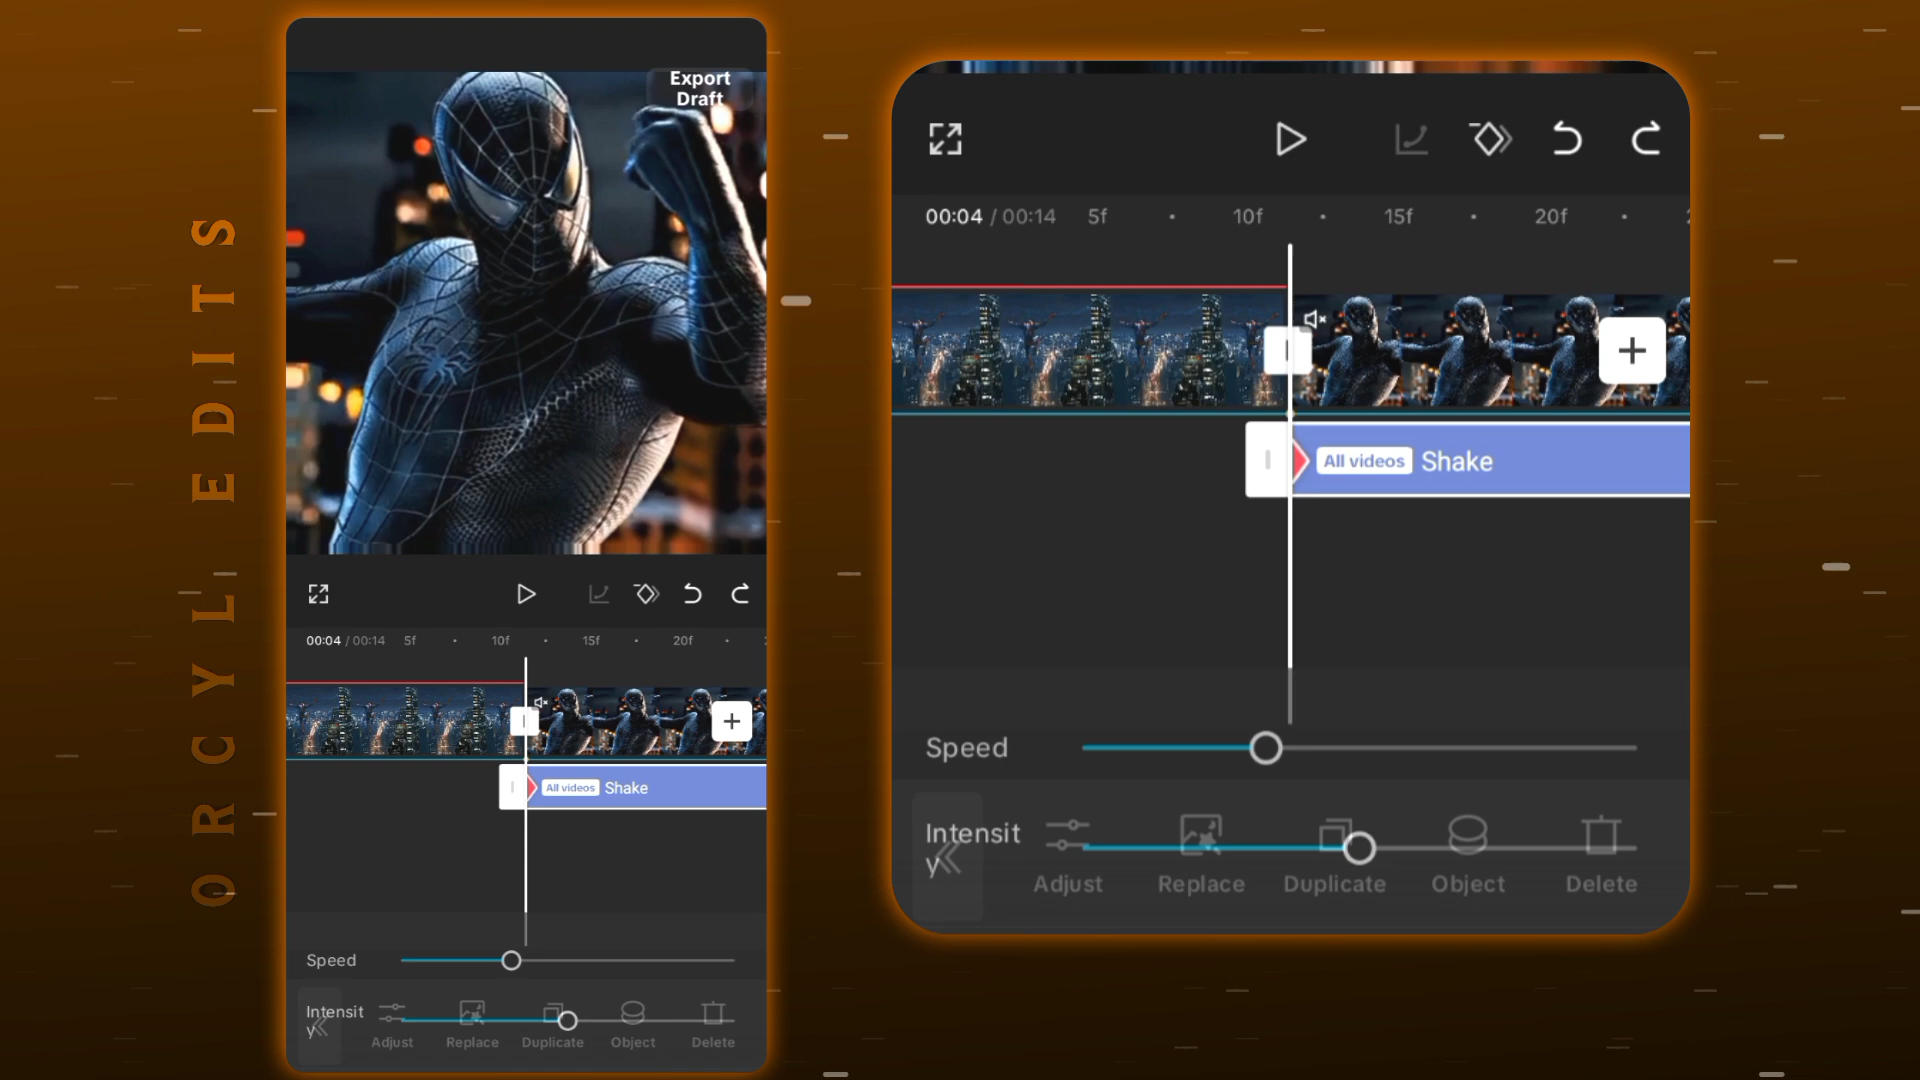 ORCYL EDITS
Export
Draft
00:04 / 00:14 5f 10f 15f 20f
All videos Shake
Speed
Intensit
y
Adjust Replace Duplicate Object Delete
00:04 / 00:14 5f 10f 15f 20f
All videos Shake
Speed
Intensit
y
Adjust Replace Duplicate Object Delete